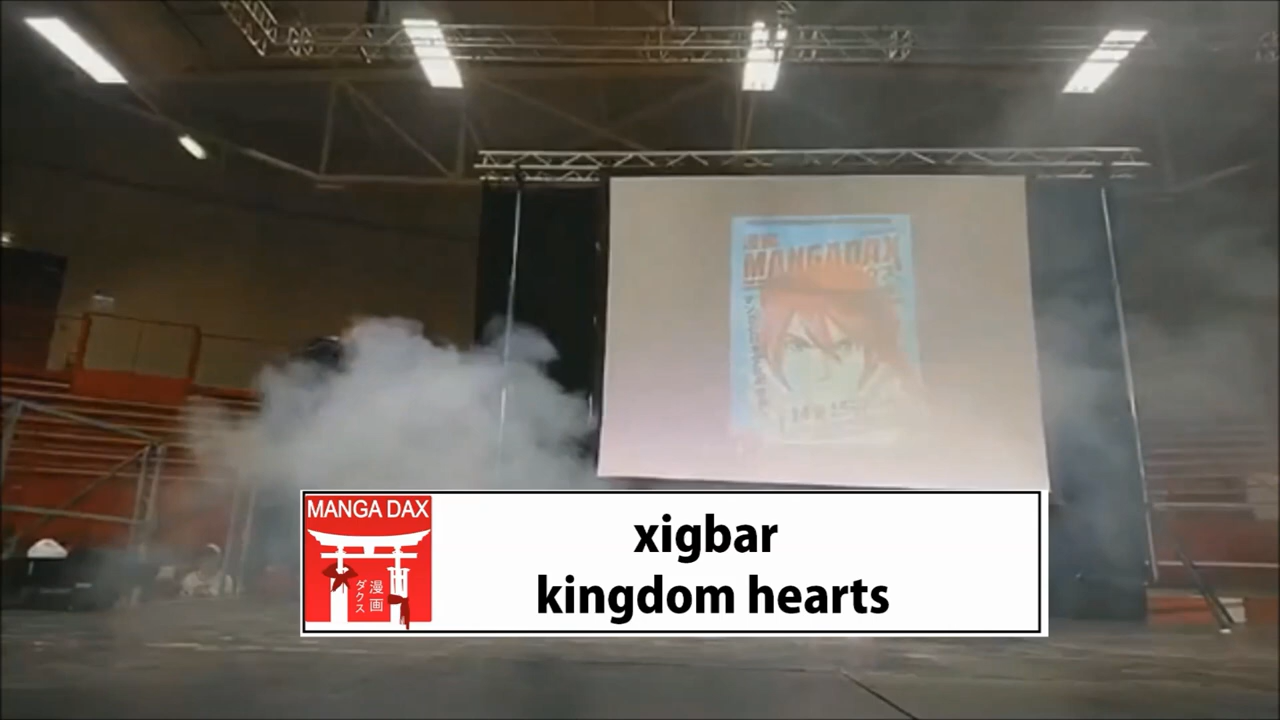 MANGADAX
MANGA DAX
漫画
ダクス
xigbar
kingdom hearts